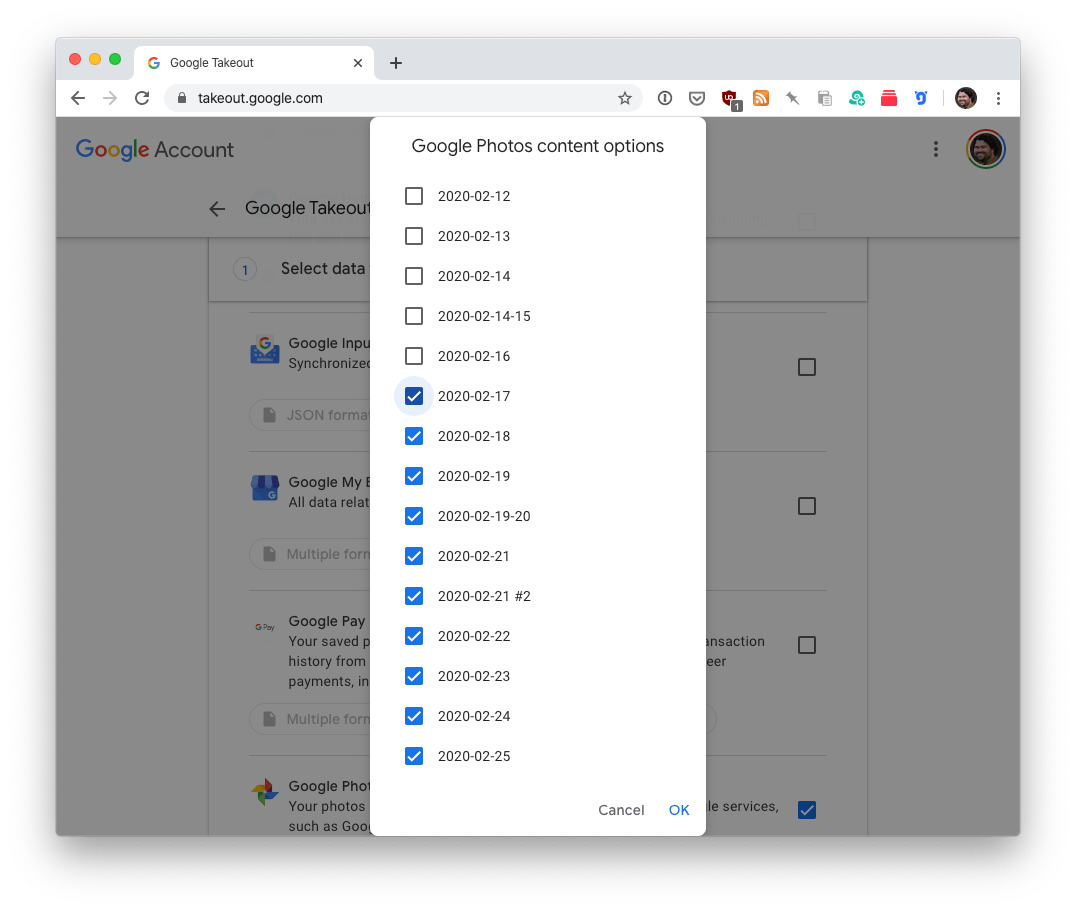 Google Takeout
takeout.google.com
1
Google Account
Google Photos content options
Google Takeout
1
Select data
2020-02-12
2020-02-13
2020-02-14
2020-02-14-15
2020-02-16
2020-02-17
2020-02-18
2020-02-19
2020-02-19-20
2020-02-21
2020-02-21 #2
2020-02-22
2020-02-23
2020-02-24
2020-02-25
Cancel
OK
Google Inpu
Synchronized
JSON format
Google My B
All data relat
Multiple form
G Pay
Google Pay
Your saved p ansaction
history from eer
payments, in
Multiple form
Google Phot
Your photos le services,
such as Goog